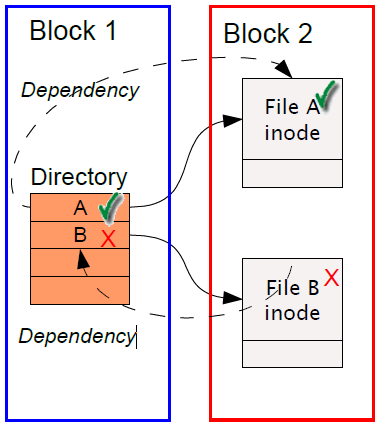 Block 1
Block 2
Dependency
File A
inode
Directory
A
B X
X
File B
inode
Dependency